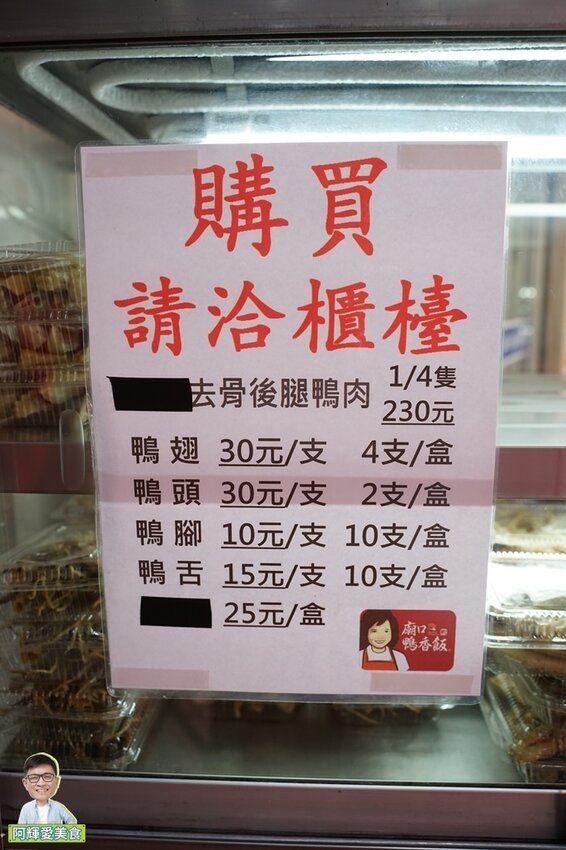 購買
請洽櫃檯
去骨後腿鴨肉 1/4隻 230元
鴨翅 30元/支 4支/盒
鴨頭 30元/支 2支/盒
鴨腳 10元/支 10支/盒
鴨舌 15元/支 10支/盒
25元/盒
廟口
鴨香飯
阿輝愛美食